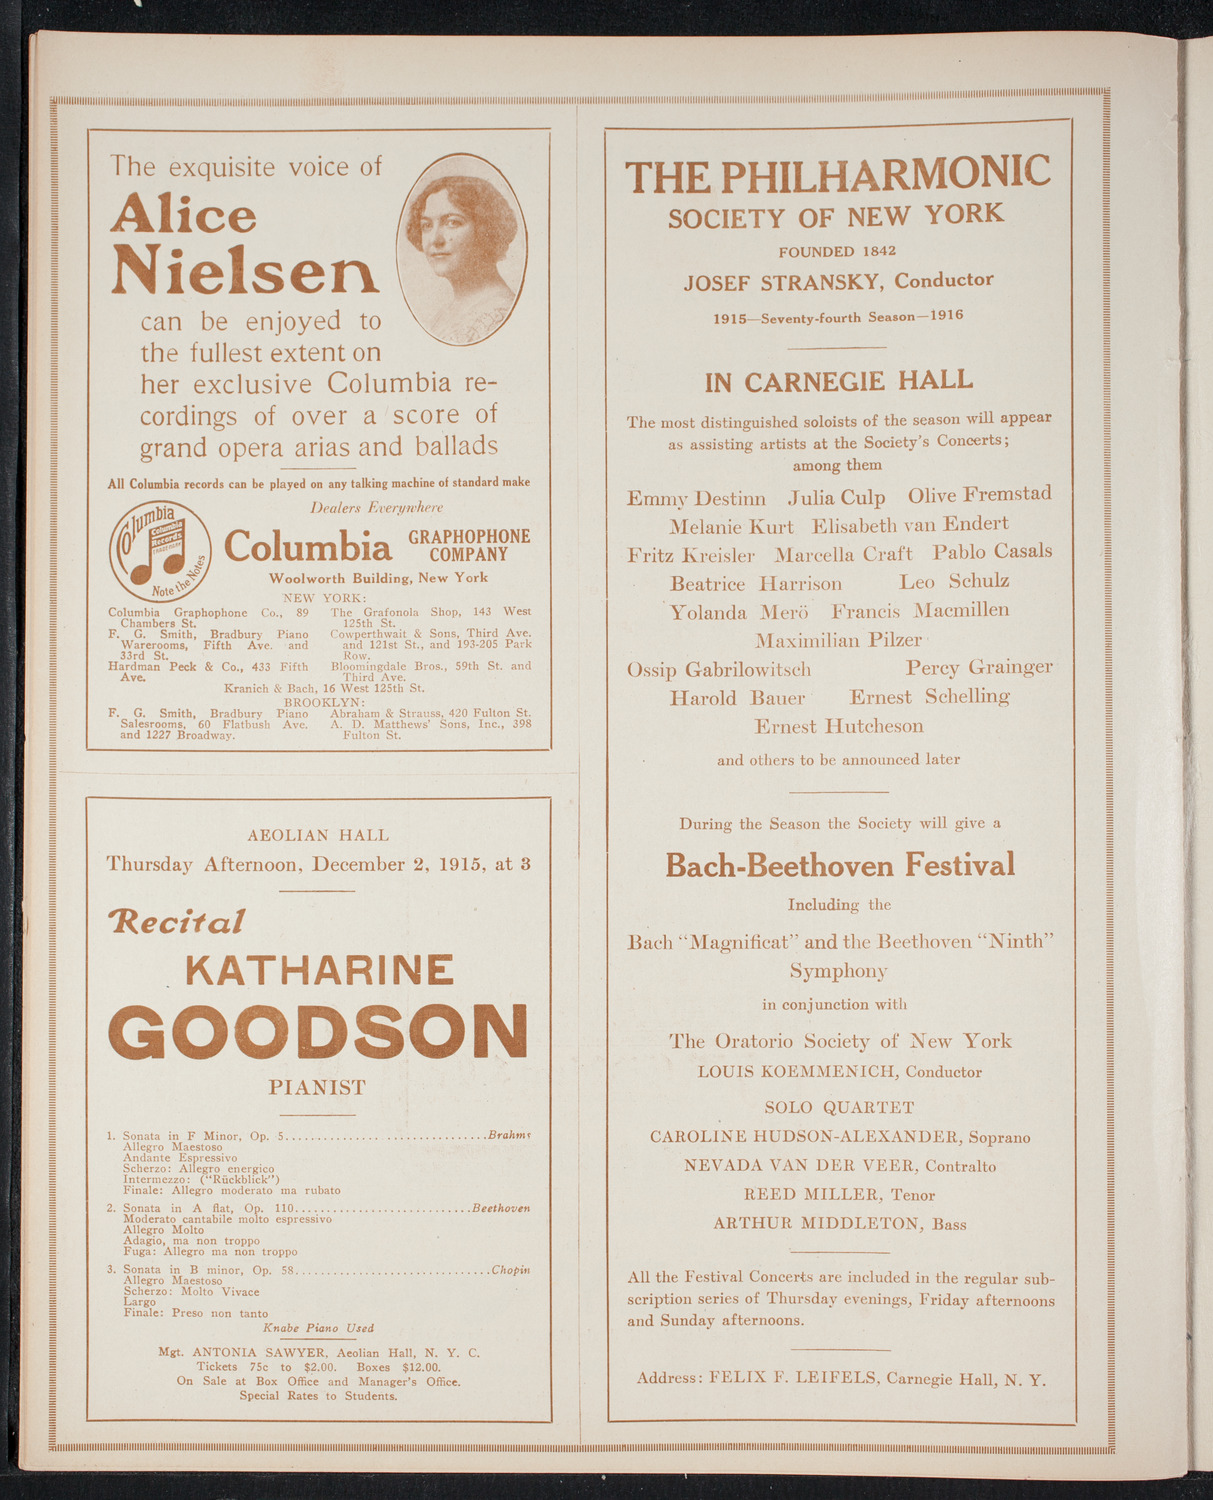 The exquisite voice of
Alice
Nielsen
can be enjoyed to
the fullest extent on
her exclusive Columbia re-
cordings of over a score of
grand opera arias and ballads
All Columbia records can be played on any talking machine of standard make
Dealers Everywhere
Columbia
Columbia
Records
Note the Notes
Columbia GRAPHOPHONE
COMPANY
Woolworth Building, New York
NEW YORK:
Columbia Graphophone Co., 89
Chambers St.
F. G. Smith, Bradbury Piano
Warerooms, Fifth Ave. and
33rd St.
Hardman Peck & Co., 433 Fifth
Ave.
The Grafonola Shop, 143 West
125th St.
Cowperthwait & Sons, Third Ave.
and 121st St., and 193-205 Park
Row.
Bloomingdale Bros., 59th St. and
Third Ave.
Kranich & Bach, 16 West 125th St.
BROOKLYN:
F. G. Smith, Bradbury Piano
Salesrooms, 60 Flatbush Ave.
and 1227 Broadway.
Abraham & Strauss, 420 Fulton St.
A. D. Matthews' Sons, Inc., 398
Fulton St.
AEOLIAN HALL
Thursday Afternoon, December 2, 1915, at 3
Recital
KATHARINE
GOODSON
PIANIST
1. Sonata in F Minor, Op. 5................................Brahms
Allegro Maestoso
Andante Espressivo
Scherzo: Allegro energico
Intermezzo: ("Rückblick")
Finale: Allegro moderato ma rubato
2. Sonata in A flat, Op. 110............................Beethoven
Moderato cantabile molto espressivo
Allegro Molto
Adagio, ma non troppo
Fuga: Allegro ma non troppo
3. Sonata in B minor, Op. 58...............................Chopin
Allegro Maestoso
Scherzo: Molto Vivace
Largo
Finale: Preso non tanto
Knabe Piano Used
Mgt. ANTONIA SAWYER, Aeolian Hall, N. Y. C.
Tickets 75c to $2.00. Boxes $12.00.
On Sale at Box Office and Manager's Office.
Special Rates to Students.
THE PHILHARMONIC
SOCIETY OF NEW YORK
FOUNDED 1842
JOSEF STRANSKY, Conductor
1915—Seventy-fourth Season—1916
IN CARNEGIE HALL
The most distinguished soloists of the season will appear
as assisting artists at the Society's Concerts;
among them
Emmy Destinn Julia Culp Olive Fremstad
Melanie Kurt Elisabeth van Endert
Fritz Kreisler Marcella Craft Pablo Casals
Beatrice Harrison Leo Schulz
Yolanda Merö Francis Macmillen
Maximilian Pilzer
Ossip Gabrilowitsch Percy Grainger
Harold Bauer Ernest Schelling
Ernest Hutcheson
and others to be announced later
During the Season the Society will give a
Bach-Beethoven Festival
Including the
Bach "Magnificat" and the Beethoven "Ninth"
Symphony
in conjunction with
The Oratorio Society of New York
LOUIS KOEMMENICH, Conductor
SOLO QUARTET
CAROLINE HUDSON-ALEXANDER, Soprano
NEVADA VAN DER VEER, Contralto
REED MILLER, Tenor
ARTHUR MIDDLETON, Bass
All the Festival Concerts are included in the regular sub-
scription series of Thursday evenings, Friday afternoons
and Sunday afternoons.
Address: FELIX F. LEIFELS, Carnegie Hall, N. Y.